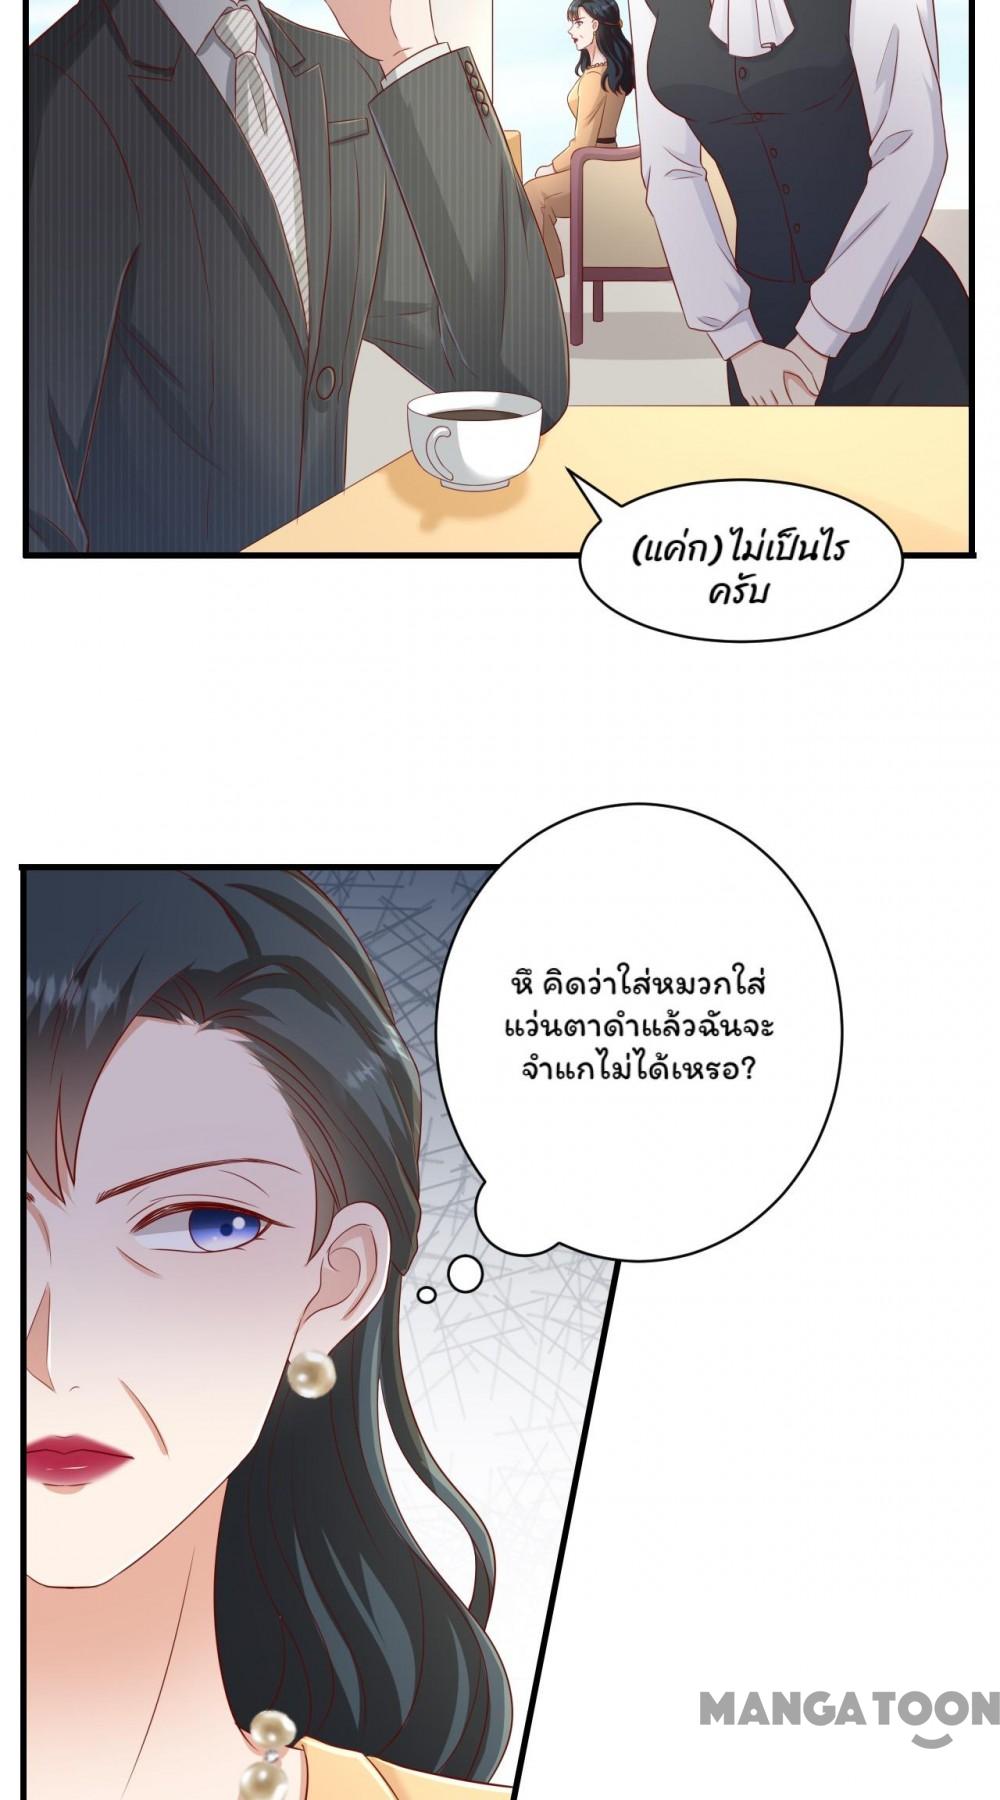 (แค่ก) ไม่เป็นไร
ครับ
หึ คิดว่าใส่หมวกใส่
แว่นตาดำแล้วฉันจะ
จำแกไม่ได้เหรอ?
MANGATOON